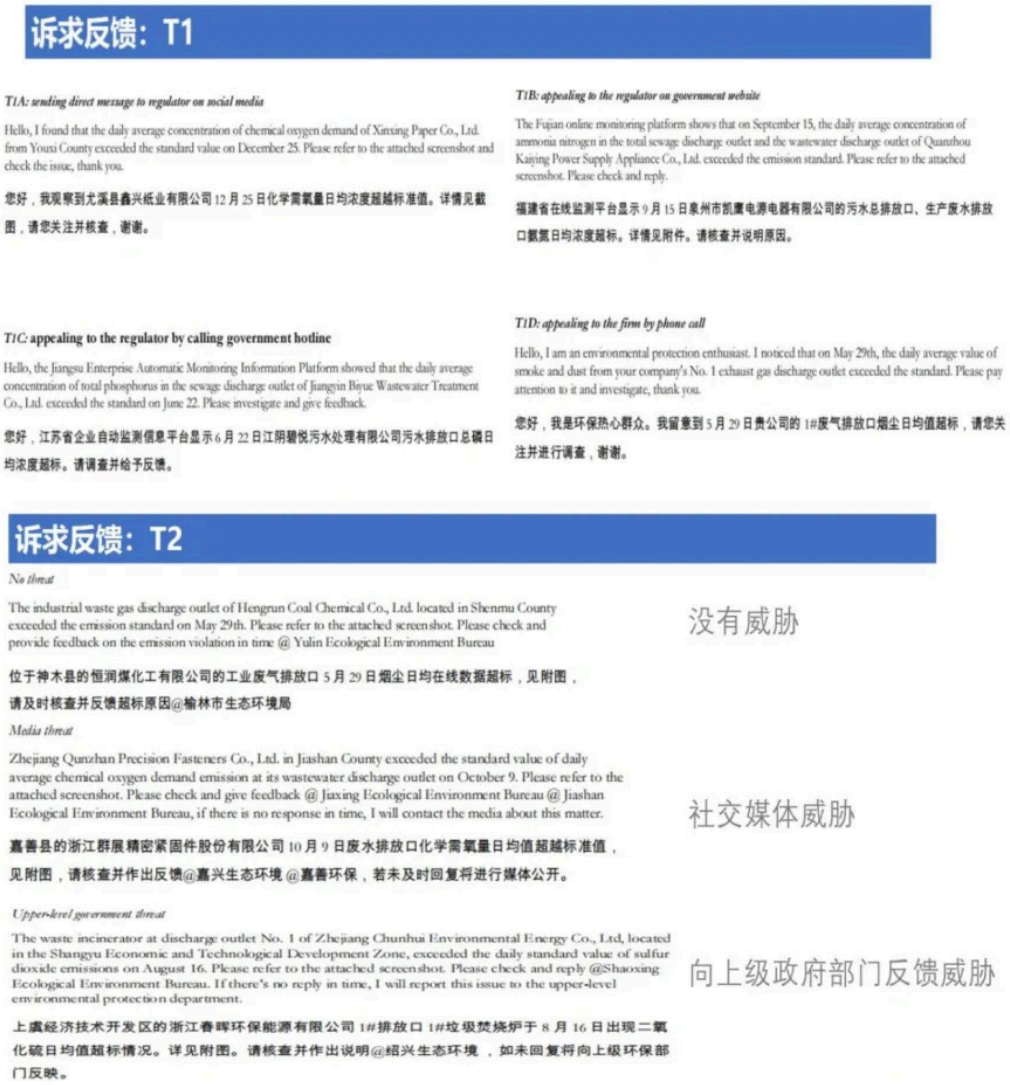 诉求反馈：T1
T1A: sending direct message to regulator on social media
Hello, I found that the daily average concentration of chemical oxygen demand of Xinxing Paper Co., Ltd.
from Youxi County exceeded the standard value on December 25. Please refer to the attached screenshot and
check the issue, thank you.
您好，我观察到尤溪县鑫兴纸业有限公司 12 月 25 日化学需氧量日均浓度超越标准值。详情见截
图，请您关注并核查，谢谢。
T1B: appealing to the regulator on government website
The Fujian online monitoring platform shows that on September 15, the daily average concentration of
ammonia nitrogen in the total sewage discharge outlet and the wastewater discharge outlet of Quanzhou
Kaiying Power Supply Appliance Co., Ltd. exceeded the emission standard. Please refer to the attached
screenshot. Please check and reply.
福建省在线监测平台显示 9 月 15 日泉州市凯鹰电源电器有限公司的污水总排放口、生产废水排放
口氨氮日均浓度超标。详情见附件。请核查并说明原因。
T1C: appealing to the regulator by calling government hotline
Hello, the Jiangsu Enterprise Automatic Monitoring Information Platform showed that the daily average
concentration of total phosphorus in the sewage discharge outlet of Jiangyin Biyue Wastewater Treatment
Co., Ltd. exceeded the standard on June 22. Please investigate and give feedback.
您好，江苏省企业自动监测信息平台显示 6 月 22 日江阴碧悦污水处理有限公司污水排放口总磷日
均浓度超标。请调查并给予反馈。
T1D: appealing to the firm by phone call
Hello, I am an environmental protection enthusiast. I noticed that on May 29th, the daily average value of
smoke and dust from your company's No. 1 exhaust gas discharge outlet exceeded the standard. Please pay
attention to it and investigate, thank you.
您好，我是环保热心群众。我留意到 5 月 29 日贵公司的 1#废气排放口烟尘日均值超标，请您关
注并进行调查，谢谢。
诉求反馈：T2
No threat
The industrial waste gas discharge outlet of Hengrun Coal Chemical Co., Ltd. located in Shenmu County
exceeded the emission standard on May 29th. Please refer to the attached screenshot. Please check and
provide feedback on the emission violation in time @ Yulin Ecological Environment Bureau
没有威胁
位于神木县的恒润煤化工有限公司的工业废气排放口 5 月 29 日烟尘日均在线数据超标，见附图，
请及时核查并反馈超标原因@榆林市生态环境局
Media threat
Zhejiang Qunzhan Precision Fasteners Co., Ltd. in Jiashan County exceeded the standard value of daily
average chemical oxygen demand emission at its wastewater discharge outlet on October 9. Please refer to the
attached screenshot. Please check and give feedback @ Jiaxing Ecological Environment Bureau @ Jiashan
Ecological Environment Bureau, if there is no response in time, I will contact the media about this matter.
社交媒体威胁
嘉善县的浙江群展精密紧固件股份有限公司 10 月 9 日废水排放口化学需氧量日均值超越标准值，
见附图，请核查并作出反馈@嘉兴生态环境 @嘉善环保，若未及时回复将进行媒体公开。
Upper-level government threat
The waste incinerator at discharge outlet No. 1 of Zhejiang Chunhui Environmental Energy Co., Ltd, located
in the Shangyu Economic and Technological Development Zone, exceeded the daily standard value of sulfur
dioxide emissions on August 16. Please refer to the attached screenshot. Please check and reply @Shaoxing
Ecological Environment Bureau. If there's no reply in time, I will report this issue to the upper-level
environmental protection department.
向上级政府部门反馈威胁
上虞经济技术开发区的浙江春晖环保能源有限公司 1#排放口 1#垃圾焚烧炉于 8 月 16 日出现二氧
化硫日均值超标情况。详见附图。请核查并作出说明@绍兴生态环境 ，如未回复将向上级环保部
门反映。